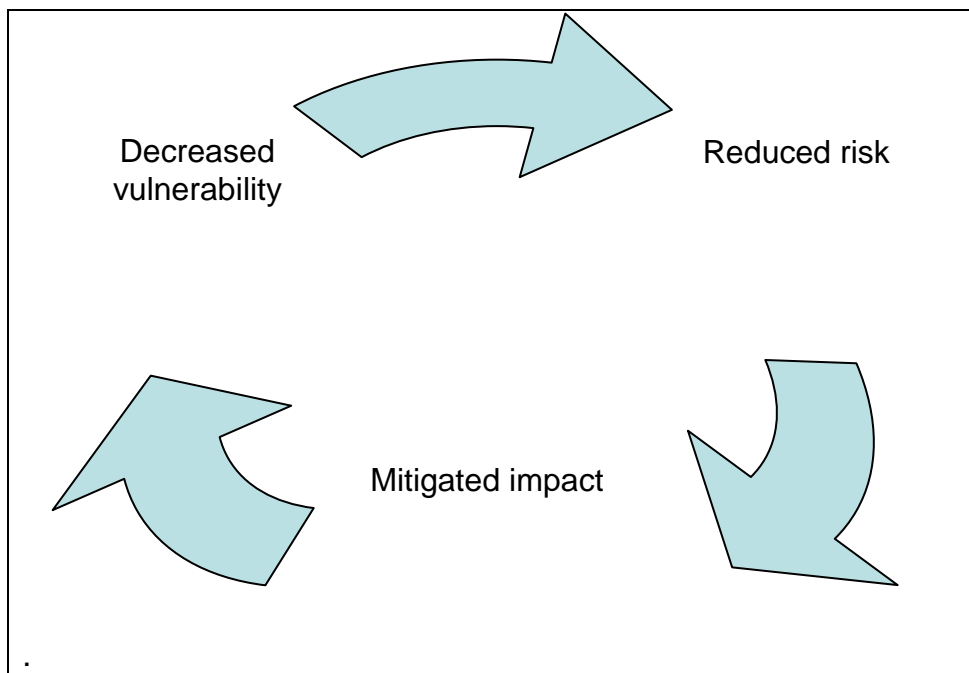 Decreased
vulnerability
Reduced risk
Mitigated impact
.